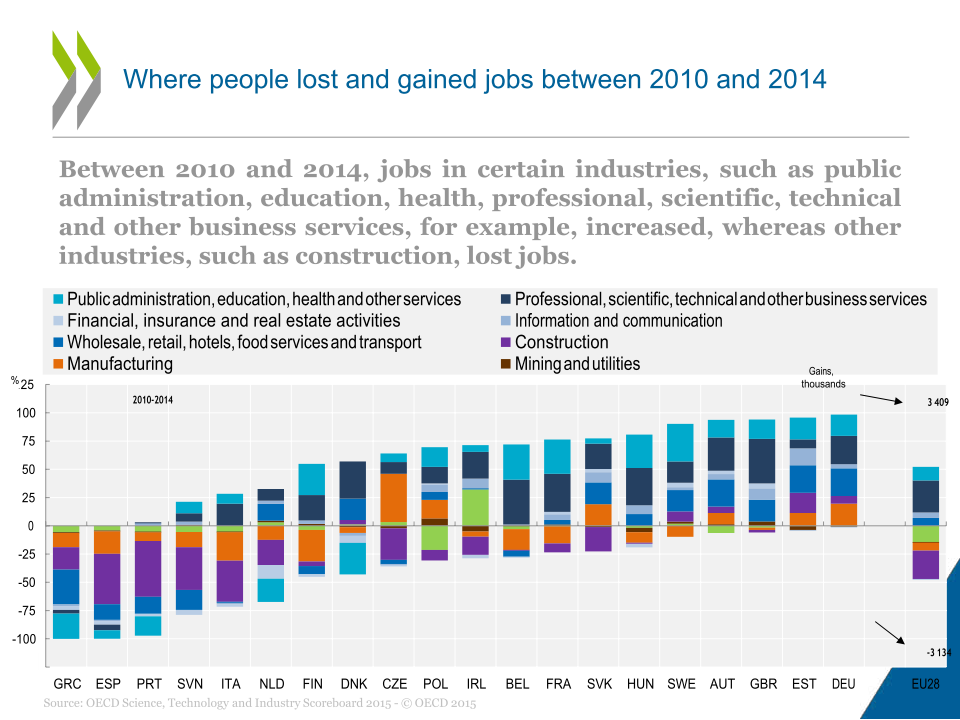 Where people lost and gained jobs between 2010 and 2014
Between 2010 and 2014, jobs in certain industries, such as public
administration, education, health, professional, scientific, technical
and other business services, for example, increased, whereas other
industries, such as construction, lost jobs.
Public administration, education, health and other services
Professional, scientific, technical and other business services
Financial, insurance and real estate activities
Information and communication
Wholesale, retail, hotels, food services and transport
Construction
Manufacturing
Mining and utilities
Gains,
thousands
% 25
2010-2014
3 409
100
75
50
25
0
-25
-50
-75
-100
-3 134
GRC ESP PRT SVN ITA NLD FIN DNK CZE POL IRL BEL FRA SVK HUN SWE AUT GBR EST DEU EU28
Source: OECD Science, Technology and Industry Scoreboard 2015 - © OECD 2015